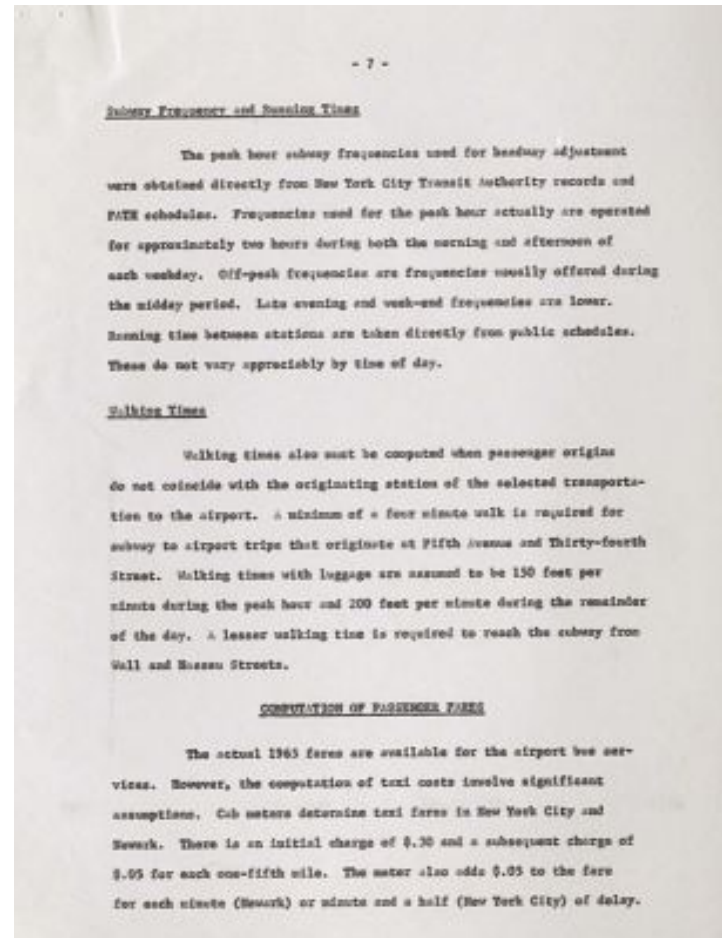 - 7 -
Subway Frequency and Running Times
The peak hour subway frequencies used for headway adjustment
were obtained directly from New York City Transit Authority records and
PATH schedules. Frequencies used for the peak hour actually are operated
for approximately two hours during both the morning and afternoon of
each weekday. Off-peak frequencies are frequencies usually offered during
the midday period. Late evening and week-end frequencies are lower.
Running time between stations are taken directly from public schedules.
These do not vary appreciably by time of day.
Walking Times
Walking times also must be computed when passenger origins
do not coincide with the originating station of the selected transporta-
tion to the airport. A minimum of a four minute walk is required for
subway to airport trips that originate at Fifth Avenue and Thirty-fourth
Street. Walking times with luggage are assumed to be 150 feet per
minute during the peak hour and 200 feet per minute during the remainder
of the day. A lesser walking time is required to reach the subway from
Wall and Nassau Streets.
COMPUTATION OF PASSENGER FARES
The actual 1965 fares are available for the airport bus ser-
vices. However, the computation of taxi costs involve significant
assumptions. Cab meters determine taxi fares in New York City and
Newark. There is an initial charge of $.30 and a subsequent charge of
$.05 for each one-fifth mile. The meter also adds $.05 to the fare
for each minute (Newark) or minute and a half (New York City) of delay.